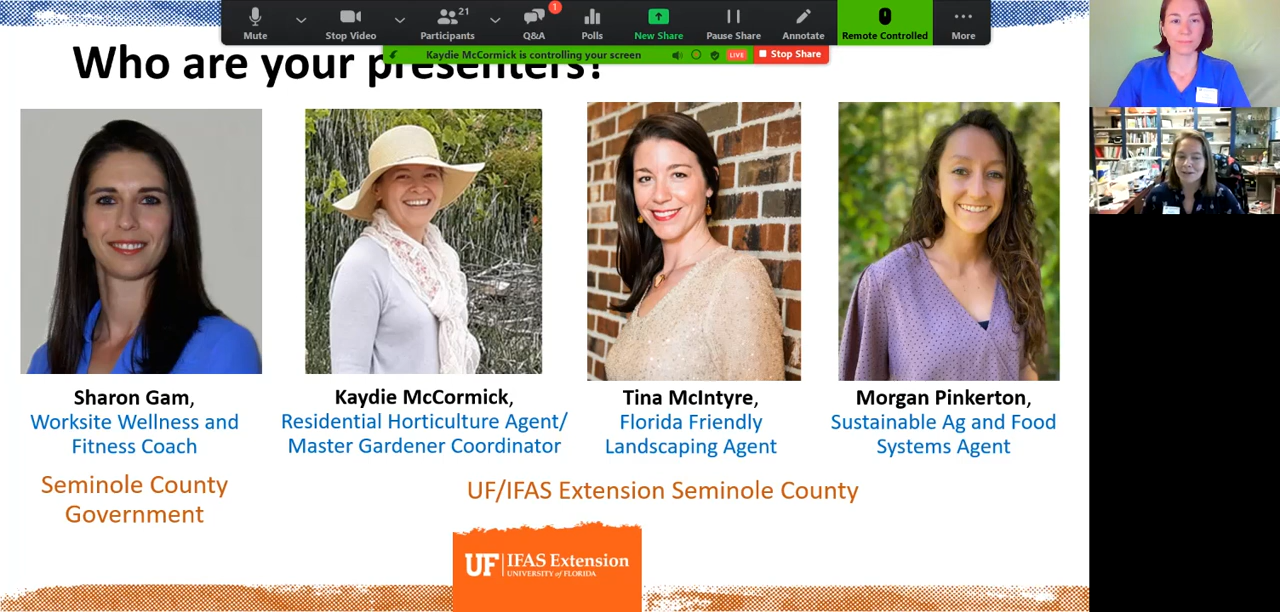 21
1
Mute
Stop Video
Participants
Q&A
Polls
New Share
Pause Share
Annotate
Remote Controlled
More
Kaydie McCormick is controlling your screen
LIVE
Stop Share
Who are your presenters?
Sharon Gam,
Worksite Wellness and
Fitness Coach
Kaydie McCormick,
Residential Horticulture Agent/
Master Gardener Coordinator
Tina McIntyre,
Florida Friendly
Landscaping Agent
Morgan Pinkerton,
Sustainable Ag and Food
Systems Agent
Seminole County
Government
UF/IFAS Extension Seminole County
UF IFAS Extension
UNIVERSITY of FLORIDA